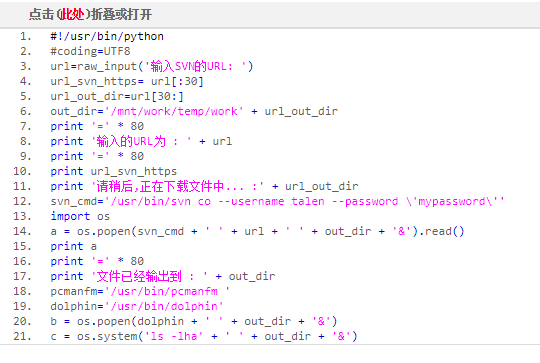 点击(此处)折叠或打开
1. #!/usr/bin/python
2. #coding=UTF8
3. url=raw_input('输入SVN的URL: ')
4. url_svn_https= url[:30]
5. url_out_dir=url[30:]
6. out_dir='/mnt/work/temp/work' + url_out_dir
7. print '=' * 80
8. print '输入的URL为 : ' + url
9. print '=' * 80
10. print url_svn_https
11. print '请稍后,正在下载文件中... :' + url_out_dir
12. svn_cmd='/usr/bin/svn co --username talen --password \'mypassword\''
13. import os
14. a = os.popen(svn_cmd + ' ' + url + ' ' + out_dir + '&').read()
15. print a
16. print '=' * 80
17. print '文件已经输出到 : ' + out_dir
18. pcmanfm='/usr/bin/pcmanfm '
19. dolphin='/usr/bin/dolphin'
20. b = os.popen(dolphin + ' ' + out_dir + '&')
21. c = os.system('ls -lha' + ' ' + out_dir + '&')